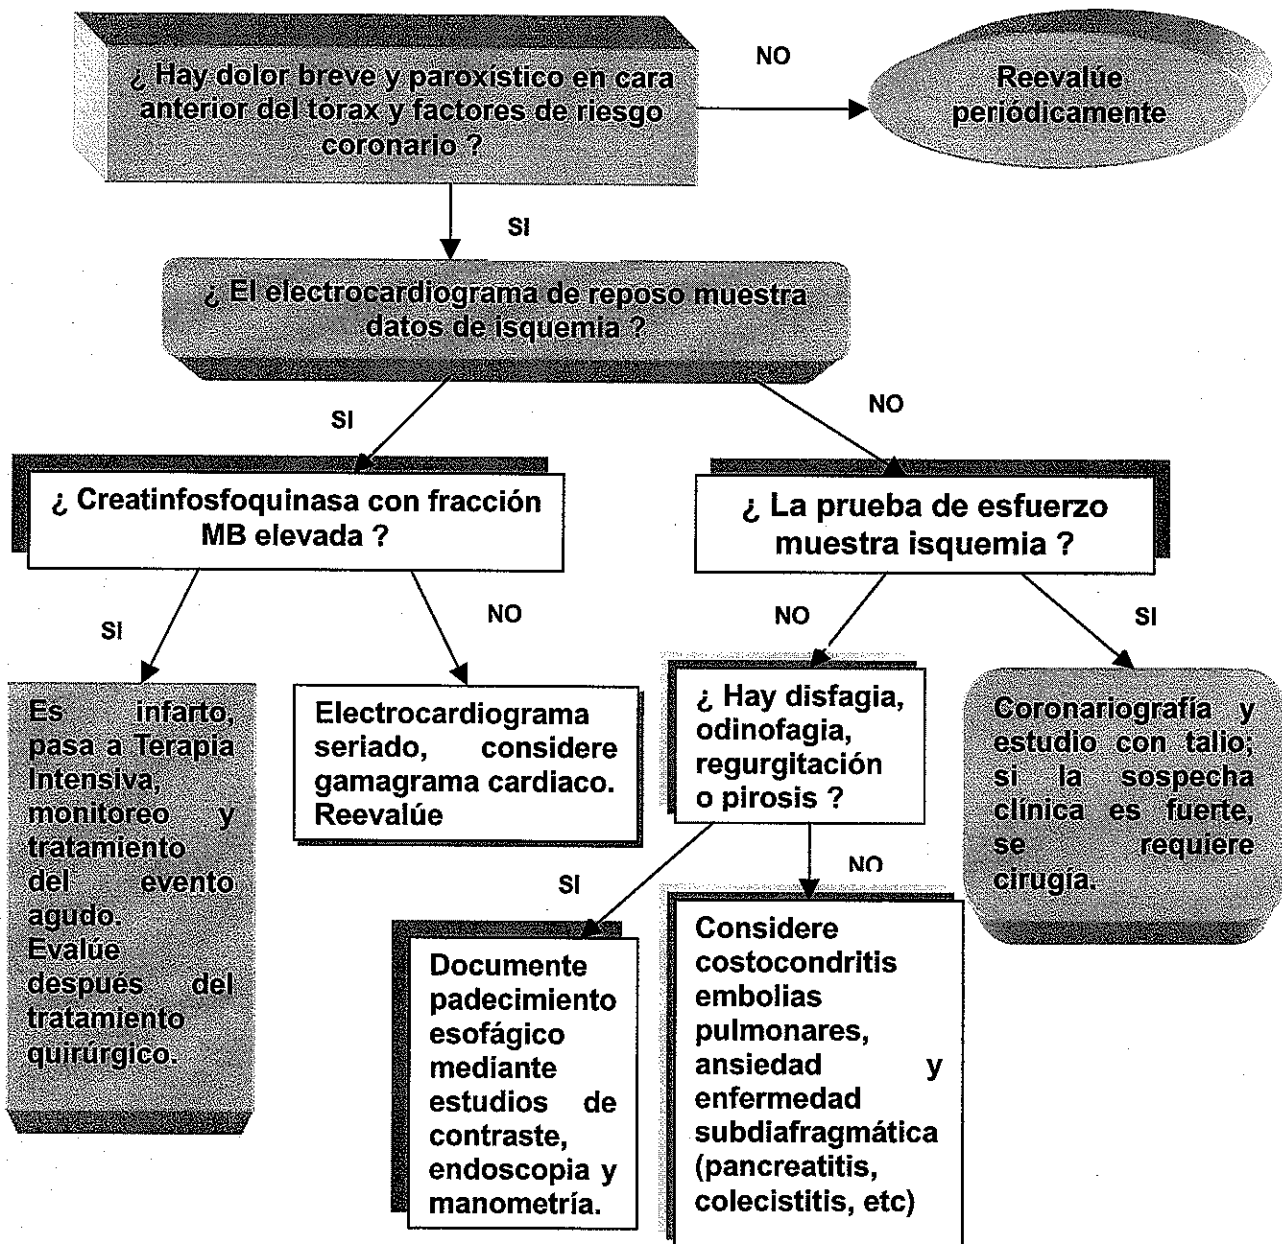 ¿ Hay dolor breve y paroxístico en cara
anterior del torax y factores de riesgo
coronario ?
NO
Reevalúe
periódicamente
SI
¿ El electrocardiograma de reposo muestra
datos de isquemia ?
SI
NO
¿ Creatinfosfoquinasa con fracción
MB elevada ?
¿ La prueba de esfuerzo
muestra isquemia ?
SI
NO
NO
SI
Es infarto,
pasa a Terapia
Intensiva,
monitoreo y
tratamiento
del evento
agudo.
Evalúe
después del
tratamiento
quirúrgico.
Electrocardiograma
seriado, considere
gamagrama cardiaco.
Reevalúe
¿ Hay disfagia,
odinofagia,
regurgitación
o pirosis ?
Coronariografía y
estudio con talio;
si la sospecha
clínica es fuerte,
se requiere
cirugía.
SI
NO
Documente
padecimiento
esofágico
mediante
estudios de
contraste,
endoscopia y
manometría.
Considere
costocondritis
embolias
pulmonares,
ansiedad y
enfermedad
subdiafragmática
(pancreatitis,
colecistitis, etc)